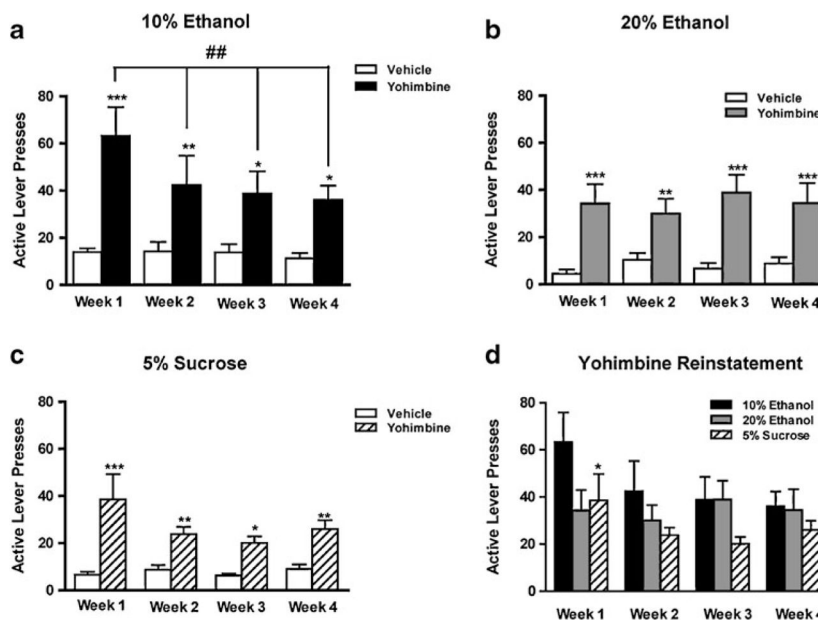 a
10% Ethanol
##
Vehicle
Yohimbine
Active Lever Presses
80
60
40
20
0
***
**
*
*
Week 1 Week 2 Week 3 Week 4
b
20% Ethanol
Vehicle
Yohimbine
Active Lever Presses
80
60
40
20
0
***
**
***
***
Week 1 Week 2 Week 3 Week 4
c
5% Sucrose
Vehicle
Yohimbine
Active Lever Presses
80
60
40
20
0
***
**
*
**
Week 1 Week 2 Week 3 Week 4
d
Yohimbine Reinstatement
10% Ethanol
20% Ethanol
5% Sucrose
Active Lever Presses
80
60
40
20
0
*
Week 1 Week 2 Week 3 Week 4